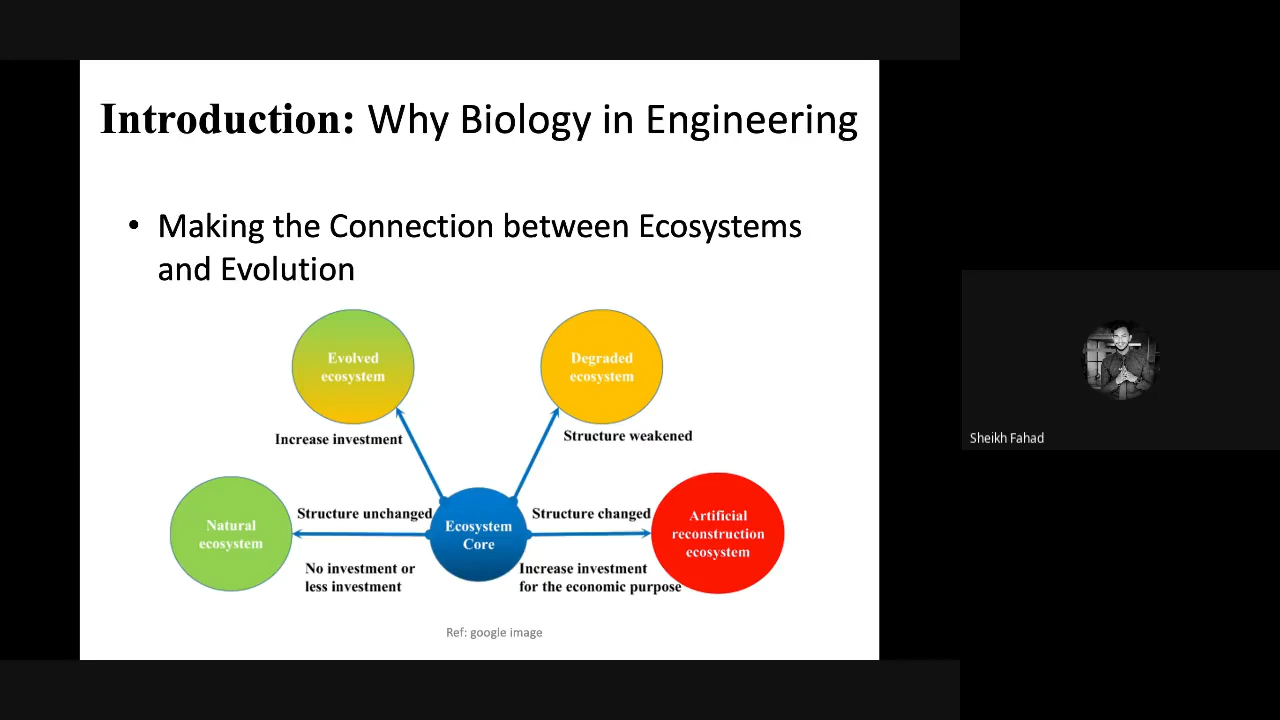 Introduction: Why Biology in Engineering
• Making the Connection between Ecosystems
and Evolution
Evolved
ecosystem
Degraded
ecosystem
Increase investment
Structure weakened
Natural
ecosystem
Structure unchanged
No investment or
less investment
Ecosystem
Core
Structure changed
Increase investment
for the economic purpose
Artificial
reconstruction
ecosystem
Ref: google image
Sheikh Fahad